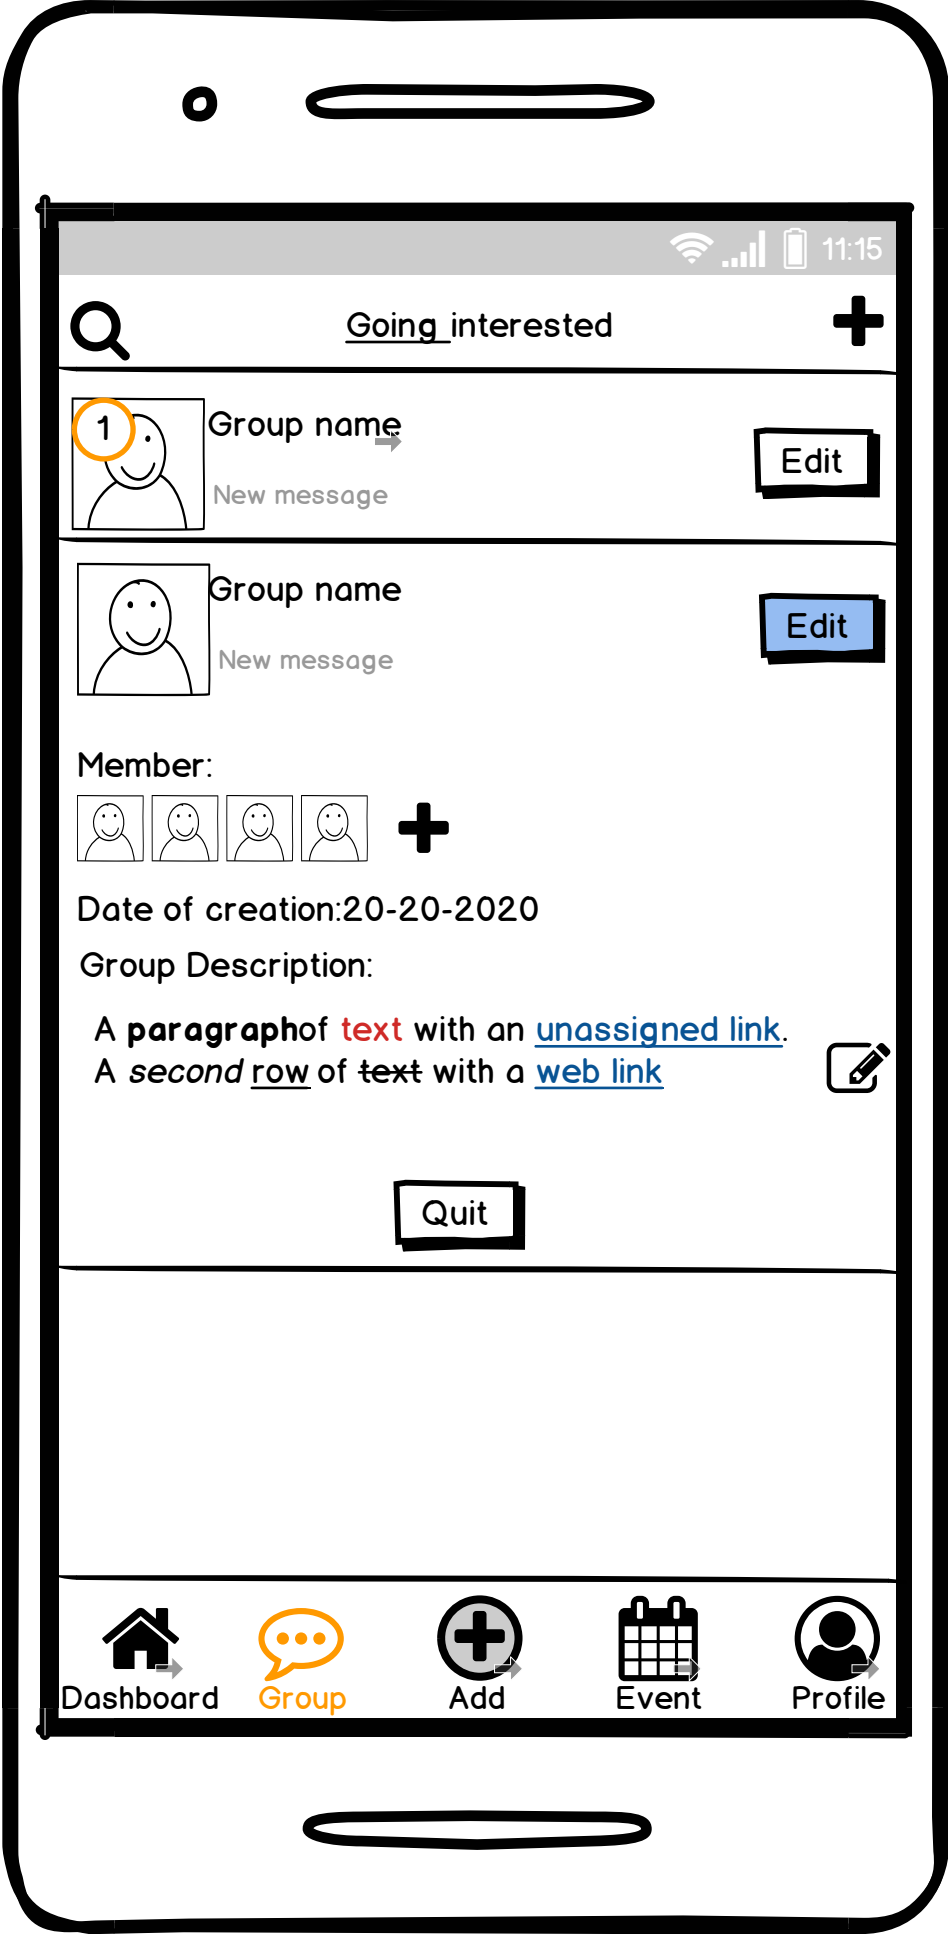 11:15
Going interested
1
Group name
Edit
New message
Group name
Edit
New message
Member:
Date of creation:20-20-2020
Group Description:
A paragraphof text with an unassigned link.
A second row of text with a web link
Quit
Dashboard Group Add Event Profile